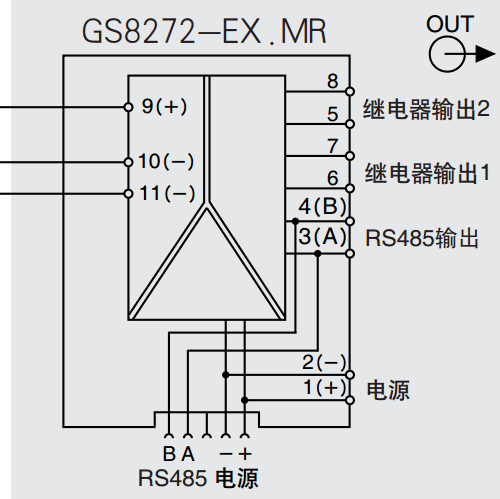 GS8272-EX.MR
OUT
8
9(+)
继电器输出2
5
7
10(-)
继电器输出1
6
11(-)
4(B)
3(A)
RS485输出
2(-)
1(+)
电源
B A - +
RS485 电源